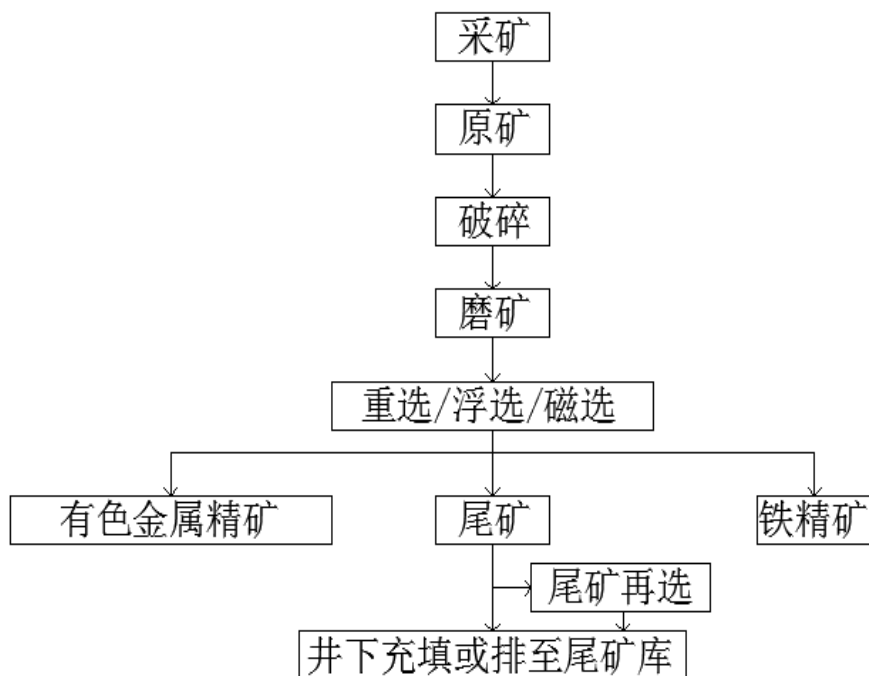 采矿
原矿
破碎
磨矿
重选/浮选/磁选
有色金属精矿
尾矿
铁精矿
尾矿再选
井下充填或排至尾矿库